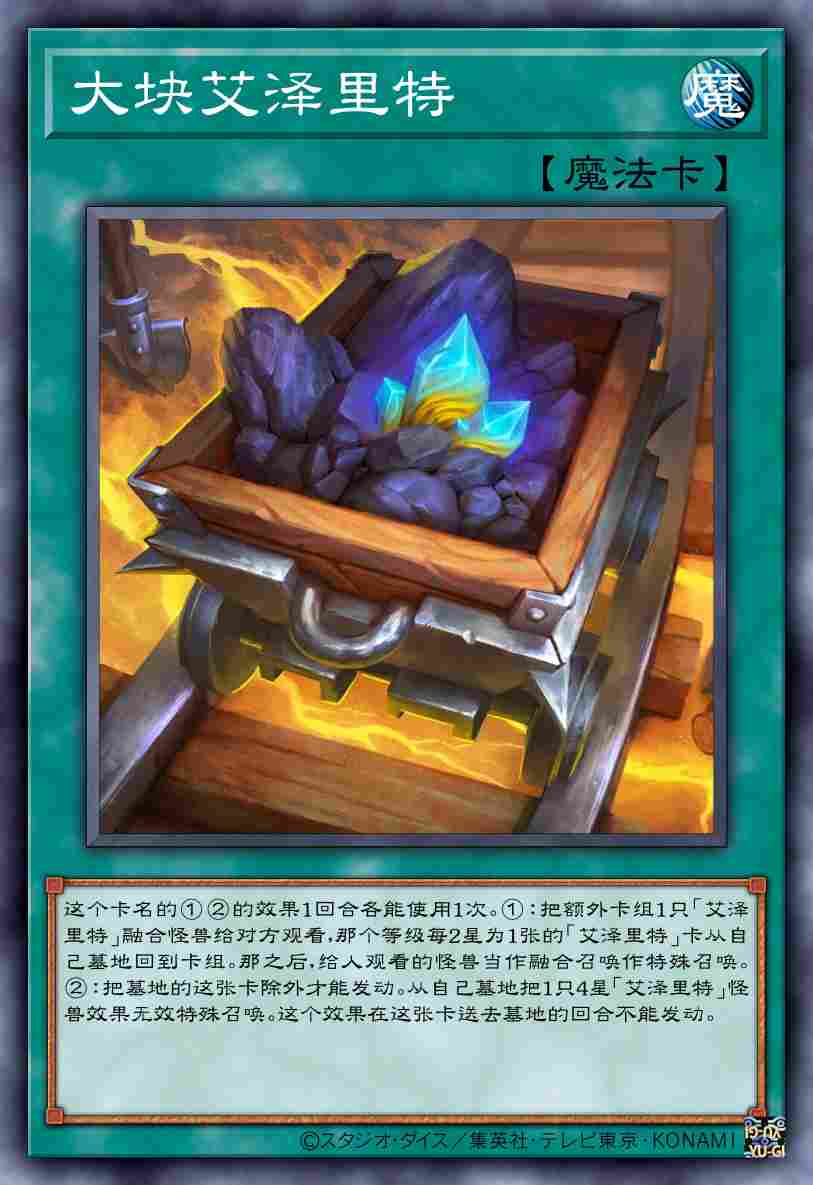 大块艾泽里特
魔
【魔法卡】
这个卡名的①②的效果1回合各能使用1次。①：把额外卡组1只「艾泽
里特」融合怪兽给对方观看，那个等级每2星为1张的「艾泽里特」卡从自
己墓地回到卡组。那之后，给人观看的怪兽当作融合召唤作特殊召唤。
②：把墓地的这张卡除外才能发动。从自己墓地把1只4星「艾泽里特」怪
兽效果无效特殊召唤。这个效果在这张卡送去墓地的回合不能发动。
©スタジオ・ダイス／集英社・テレビ東京・KONAMI
YU-GI